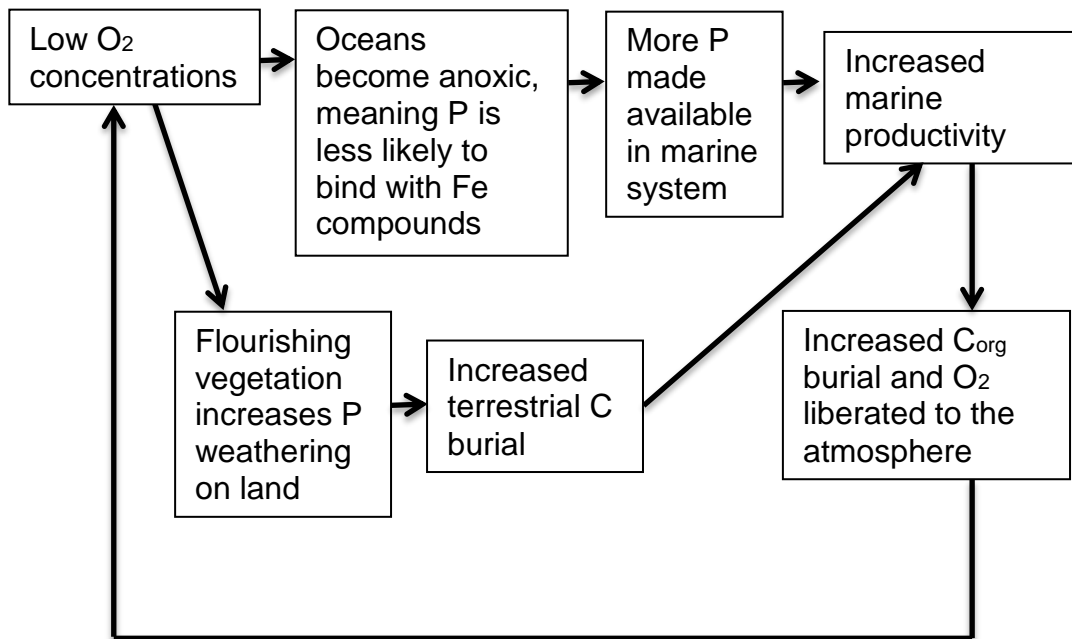 Low O₂
concentrations
Oceans
become anoxic,
meaning P is
less likely to
bind with Fe
compounds
More P
made
available
in marine
system
Increased
marine
productivity
Flourishing
vegetation
increases P
weathering
on land
Increased
terrestrial C
burial
Increased Corg
burial and O₂
liberated to the
atmosphere